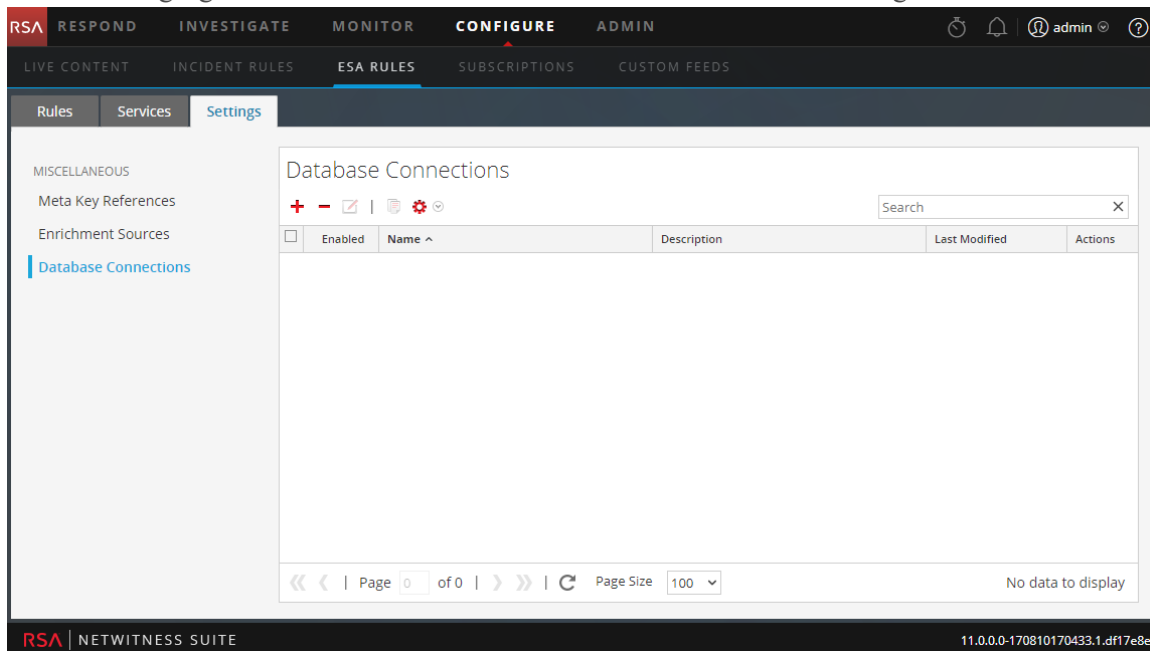 RSA RESPOND INVESTIGATE MONITOR CONFIGURE ADMIN admin ?
LIVE CONTENT INCIDENT RULES ESA RULES SUBSCRIPTIONS CUSTOM FEEDS
Rules Services Settings
MISCELLANEOUS
Meta Key References
Enrichment Sources
Database Connections
Database Connections
Search
Enabled Name Description Last Modified Actions
Page 0 of 0 Page Size 100 No data to display
RSA NETWITNESS SUITE 11.0.0.0-170810170433.1.df17e8e